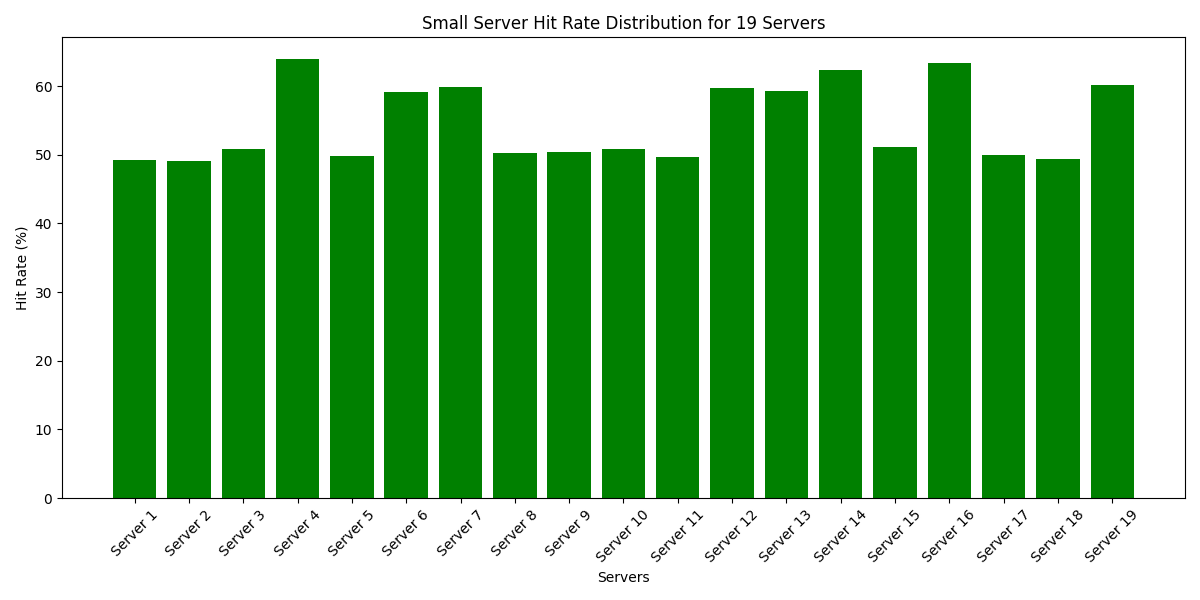 Small Server Hit Rate Distribution for 19 Servers
Hit Rate (%)
60
50
40
30
20
10
0
Server 1
Server 2
Server 3
Server 4
Server 5
Server 6
Server 7
Server 8
Server 9
Server 10
Server 11
Server 12
Server 13
Server 14
Server 15
Server 16
Server 17
Server 18
Server 19
Servers